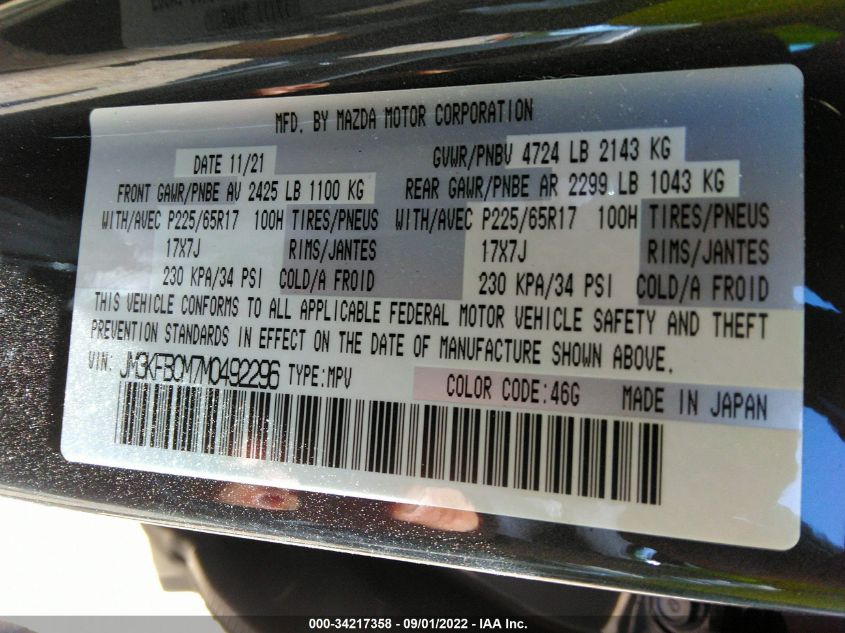 MFD. BY MAZDA MOTOR CORPORATION
DATE 11/21 GVWR/PNBV 4724 LB 2143 KG
FRONT GAWR/PNBE AV 2425 LB 1100 KG REAR GAWR/PNBE AR 2299 LB 1043 KG
WITH/AVEC P225/65R17 100H TIRES/PNEUS WITH/AVEC P225/65R17 100H TIRES/PNEUS
17X7J RIMS/JANTES 17X7J RIMS/JANTES
230 KPA/34 PSI COLD/A FROID 230 KPA/34 PSI COLD/A FROID
THIS VEHICLE CONFORMS TO ALL APPLICABLE FEDERAL MOTOR VEHICLE SAFETY AND THEFT
PREVENTION STANDARDS IN EFFECT ON THE DATE OF MANUFACTURE SHOWN ABOVE.
VIN: JM3KFBCM7M0492296 TYPE:MPV COLOR CODE:46G MADE IN JAPAN
000-34217358 - 09/01/2022 - IAA Inc.